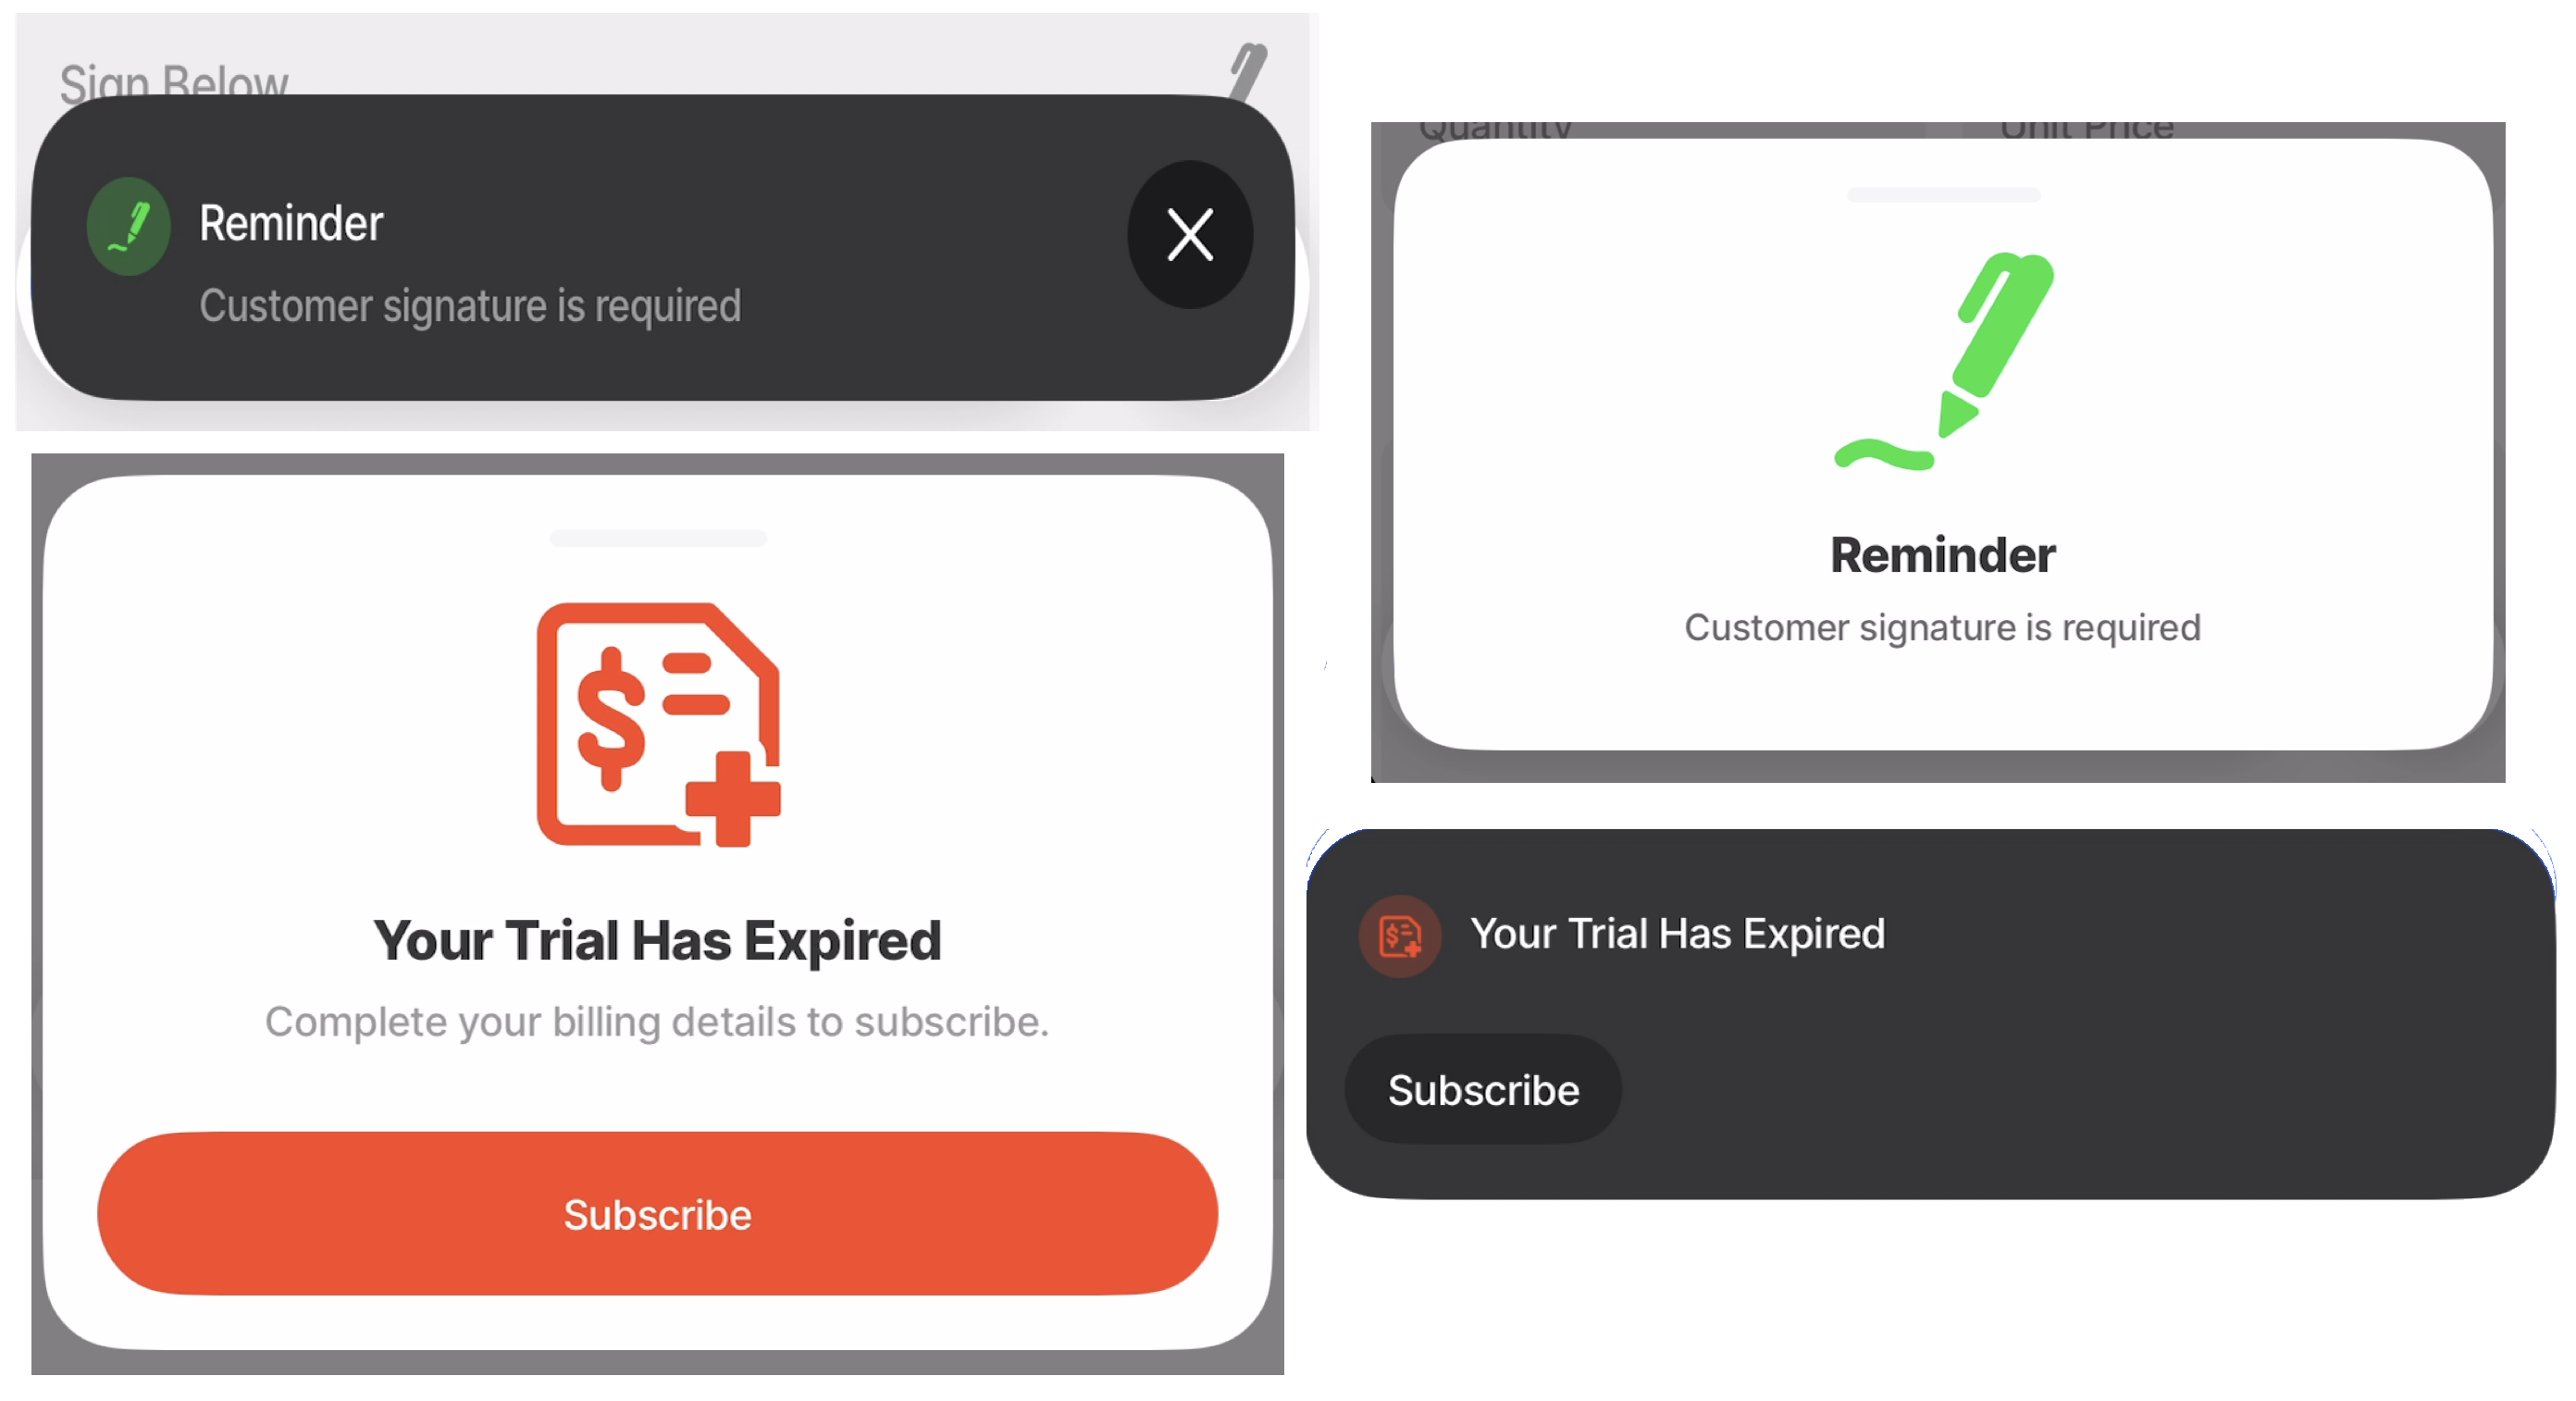 Sign Below
Reminder
Customer signature is required
Quantity
Unit Price
Reminder
Customer signature is required
$
Your Trial Has Expired
Complete your billing details to subscribe.
Subscribe
$
Your Trial Has Expired
Subscribe